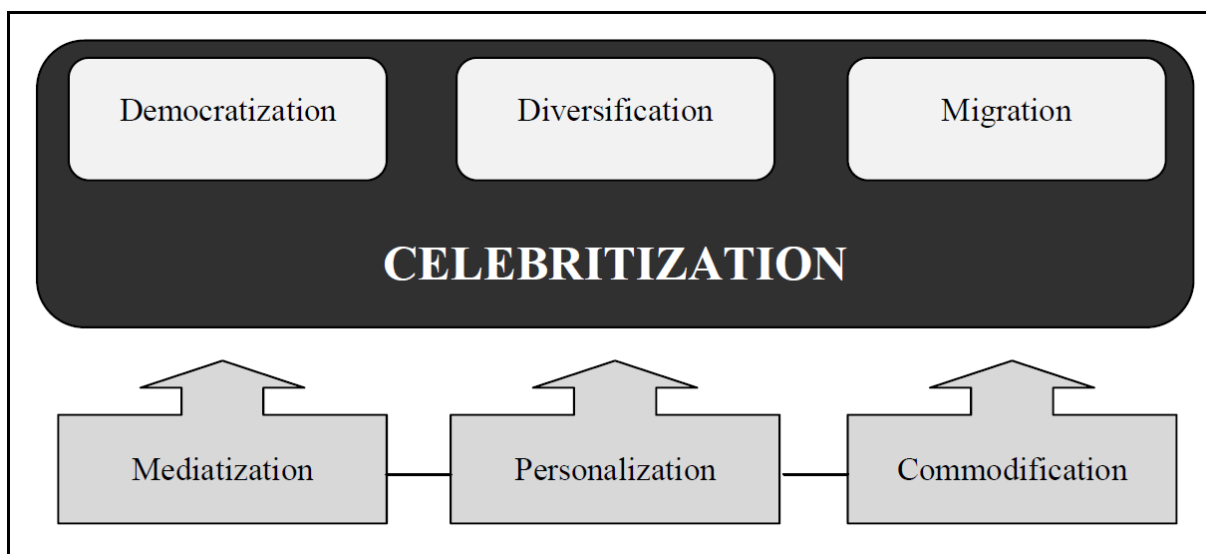 Democratization
Diversification
Migration
CELEBRITIZATION
Mediatization
Personalization
Commodification